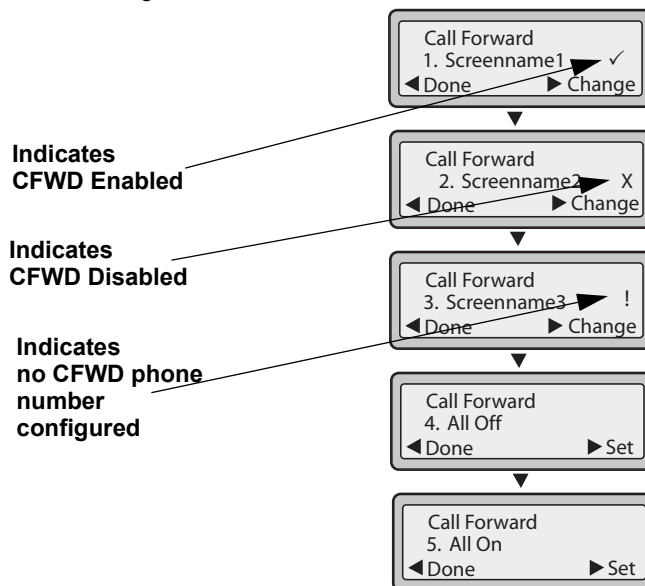 Call Forward
1. Screenname1 ✓
◀Done ▶Change
▼
Indicates
CFWD Enabled
Call Forward
2. Screenname2 X
◀Done ▶Change
▼
Indicates
CFWD Disabled
Call Forward
3. Screenname3 !
◀Done ▶Change
▼
Indicates
no CFWD phone
number
configured
Call Forward
4. All Off
◀Done ▶Set
▼
Call Forward
5. All On
◀Done ▶Set